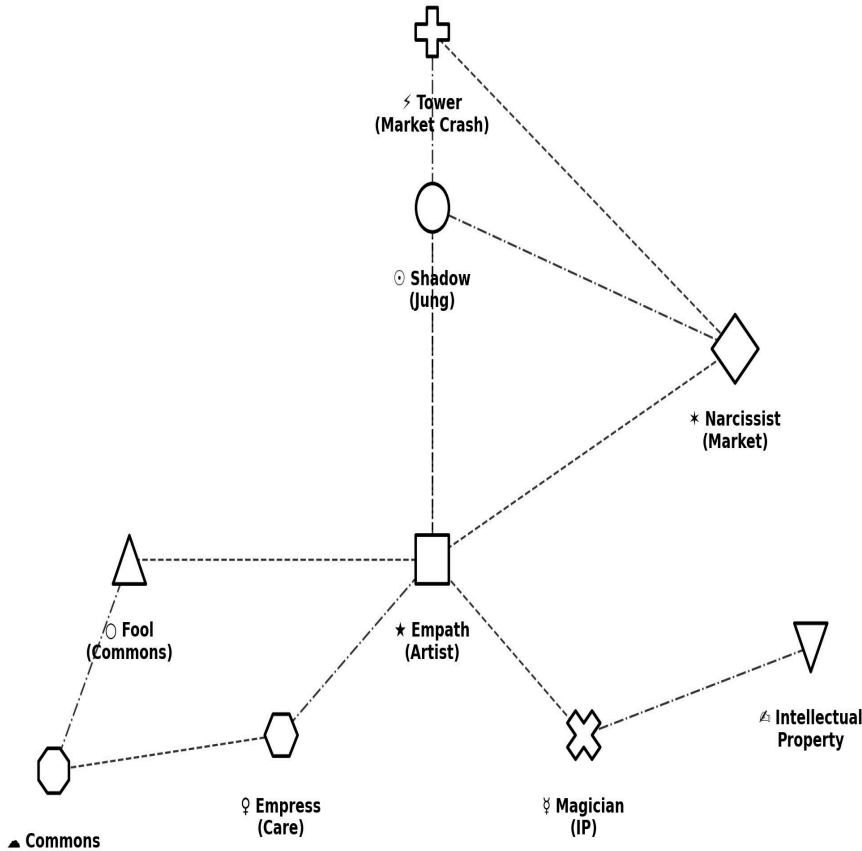 ⚡ Tower
(Market Crash)
☉ Shadow
(Jung)
✶ Narcissist
(Market)
○ Fool
(Commons)
★ Empath
(Artist)
✍ Intellectual
Property
♀ Empress
(Care)
☿ Magician
(IP)
☁ Commons